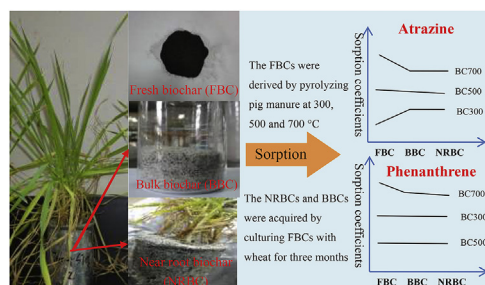 Fresh biochar (FBC)
Bulk biochar (BBC)
Near root biochar
(NRBC)
The FBCs were
derived by pyrolyzing
pig manure at 300,
500 and 700 °C
Sorption
The NRBCs and BBCs
were acquired by
culturing FBCs with
wheat for three months
Atrazine
Sorption coefficients
BC700
BC500
BC300
FBC BBC NRBC
Phenanthrene
Sorption coefficients
BC700
BC300
BC500
FBC BBC NRBC